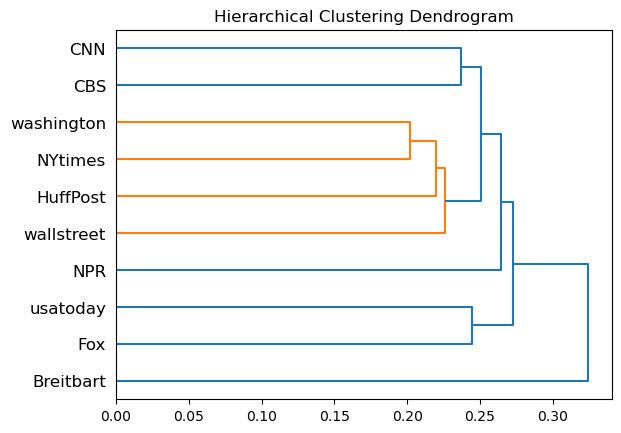 Hierarchical Clustering Dendrogram
CNN
CBS
washington
NYtimes
HuffPost
wallstreet
NPR
usatoday
Fox
Breitbart
0.00 0.05 0.10 0.15 0.20 0.25 0.30